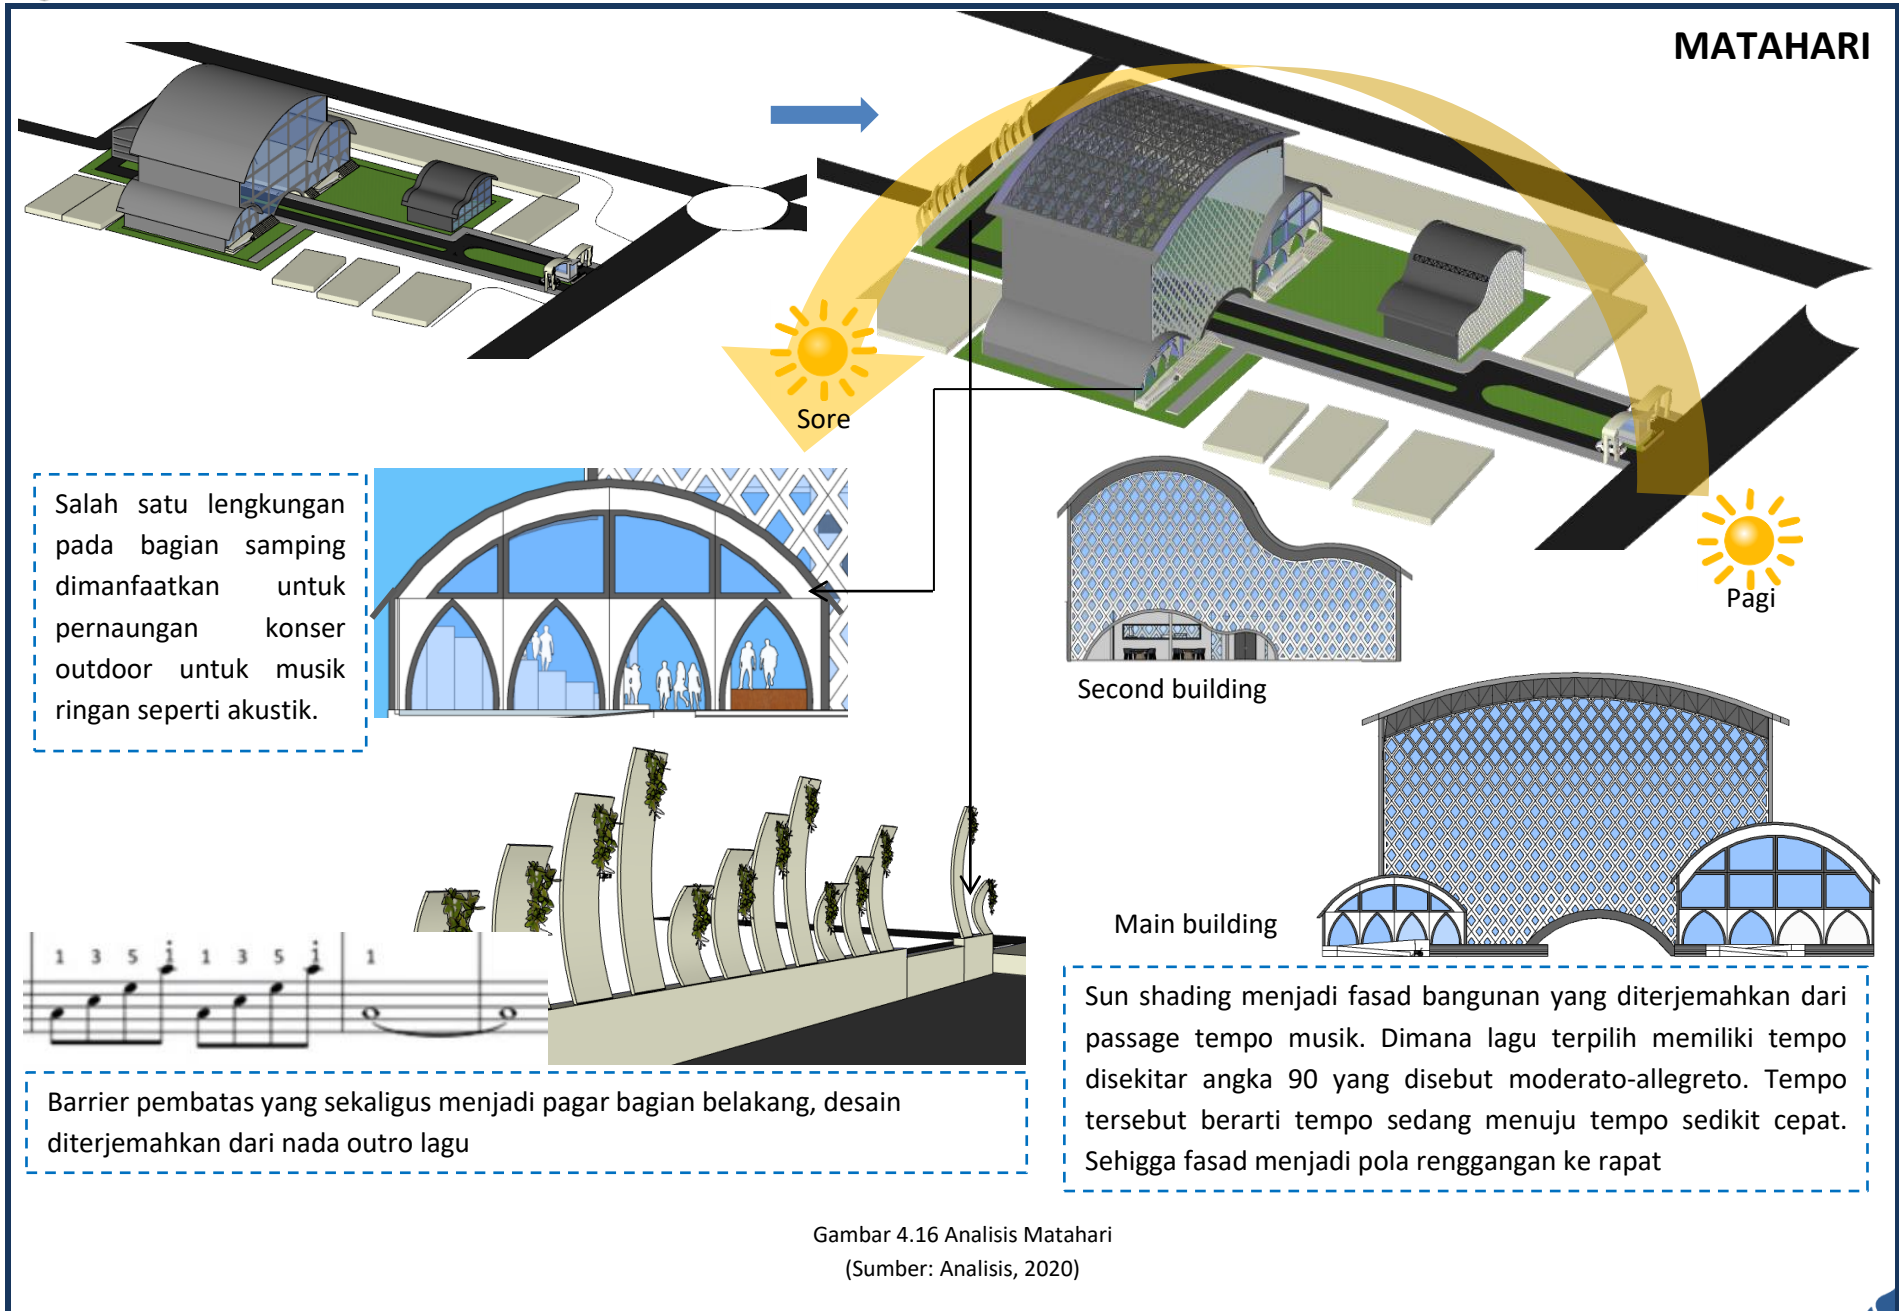 MATAHARI
Sore
Pagi
Salah satu lengkungan
pada bagian samping
dimanfaatkan untuk
pernaungan konser
outdoor untuk musik
ringan seperti akustik.
Second building
Main building
1 3 5 i 1 3 5 i 1
Barrier pembatas yang sekaligus menjadi pagar bagian belakang, desain
diterjemahkan dari nada outro lagu
Sun shading menjadi fasad bangunan yang diterjemahkan dari
passage tempo musik. Dimana lagu terpilih memiliki tempo
disekitar angka 90 yang disebut moderato-allegreto. Tempo
tersebut berarti tempo sedang menuju tempo sedikit cepat.
Sehigga fasad menjadi pola renggangan ke rapat
Gambar 4.16 Analisis Matahari
(Sumber: Analisis, 2020)